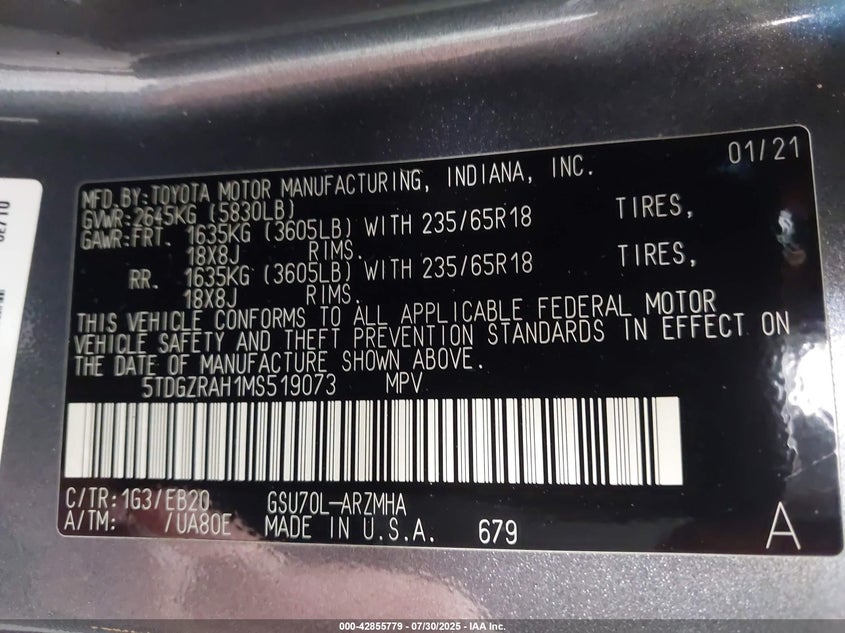 01/21
MFD.BY:TOYOTA MOTOR MANUFACTURING, INDIANA, INC.
GVWR:2645KG (5830LB)
GAWR:FRT. 1635KG (3605LB) WITH 235/65R18 TIRES,
18X8J RIMS.
RR. 1635KG (3605LB) WITH 235/65R18 TIRES,
18X8J RIMS.
THIS VEHICLE CONFORMS TO ALL APPLICABLE FEDERAL MOTOR
VEHICLE SAFETY AND THEFT PREVENTION STANDARDS IN EFFECT ON
THE DATE OF MANUFACTURE SHOWN ABOVE.
5TDGZRAH1MS519073 MPV
C/TR:1G3/EB20 GSU70L-ARZMHA
A/TM: /UA80E MADE IN U.S.A. 679 A
000-42855779 - 07/30/2025 - IAA Inc.